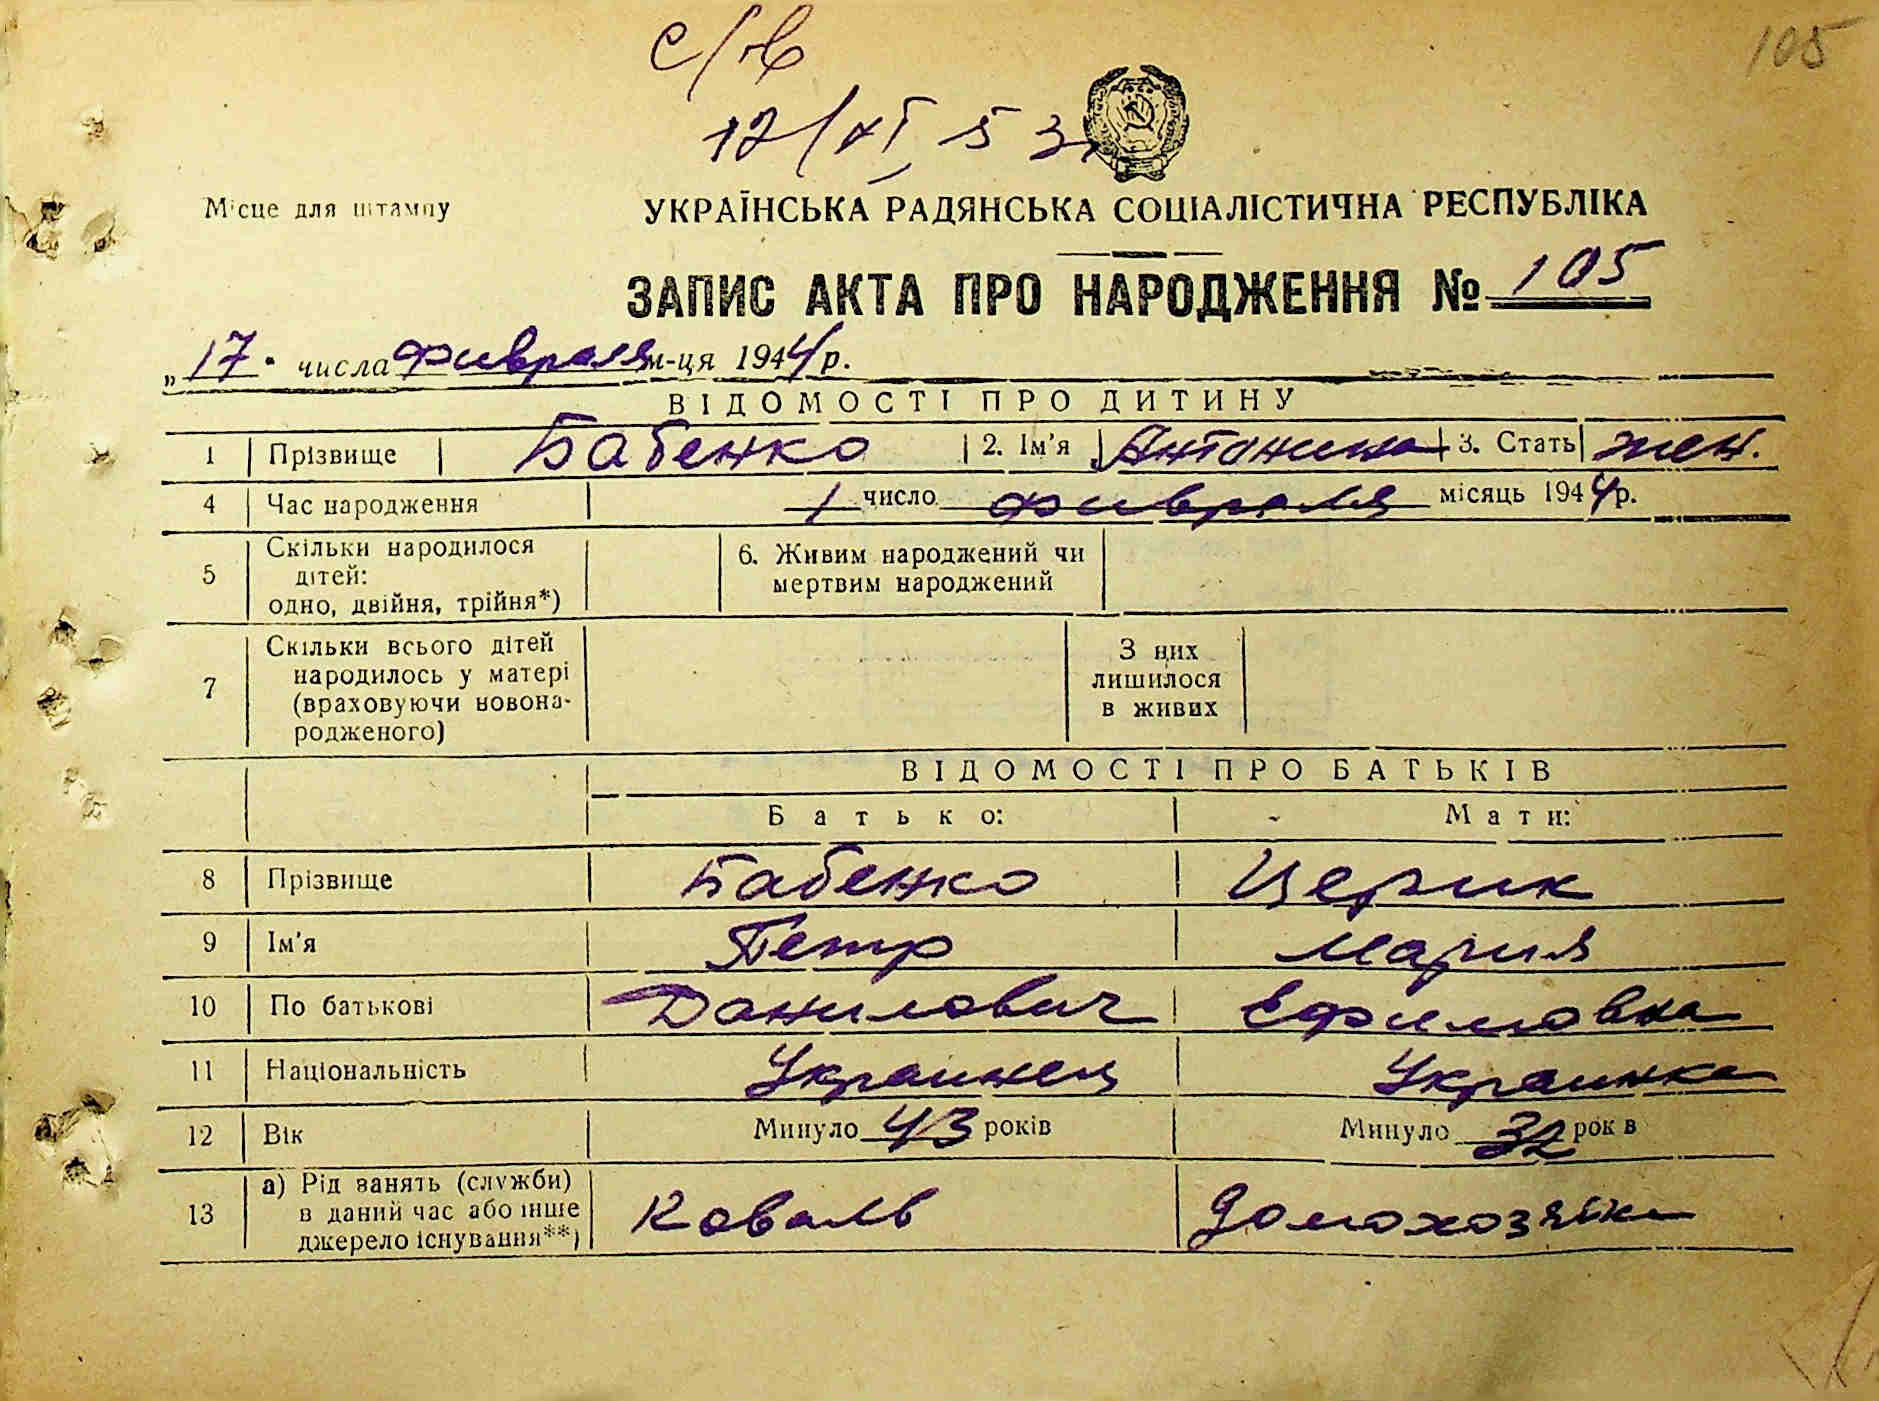 105
с/в
17/XI 53
Місце для штампу
УКРАЇНСЬКА РАДЯНСЬКА СОЦІАЛІСТИЧНА РЕСПУБЛІКА
ЗАПИС АКТА ПРО НАРОДЖЕННЯ № 105
„ 17 . числа февраля м-ця 1944 р.
ВІДОМОСТІ ПРО ДИТИНУ
1 Прізвище Бабенко 2. Ім'я Антонина 3. Стать жен.
4 Час народження 1 число февраля місяць 1944 р.
5 Скільки народилося дітей: одно, двійня, трійня*) 6. Живим народжений чи мертвим народжений
7 Скільки всього дітей народилось у матері (враховуючи новонародженого) З них лишилося в живих
ВІДОМОСТІ ПРО БАТЬКІВ
Батько: Мати:
8 Прізвище Бабенко Церик
9 Ім'я Петр Мария
10 По батькові Данилович Ефимовна
11 Національність Украинец Украинка
12 Вік Минуло 43 років Минуло 32 років
13 а) Рід занять (служби) в даний час або інше джерело існування**) Коваль Домохозяйка